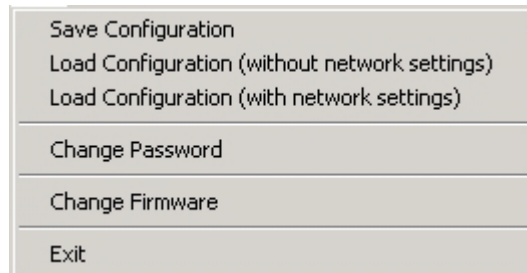 Save Configuration
Load Configuration (without network settings)
Load Configuration (with network settings)
Change Password
Change Firmware
Exit